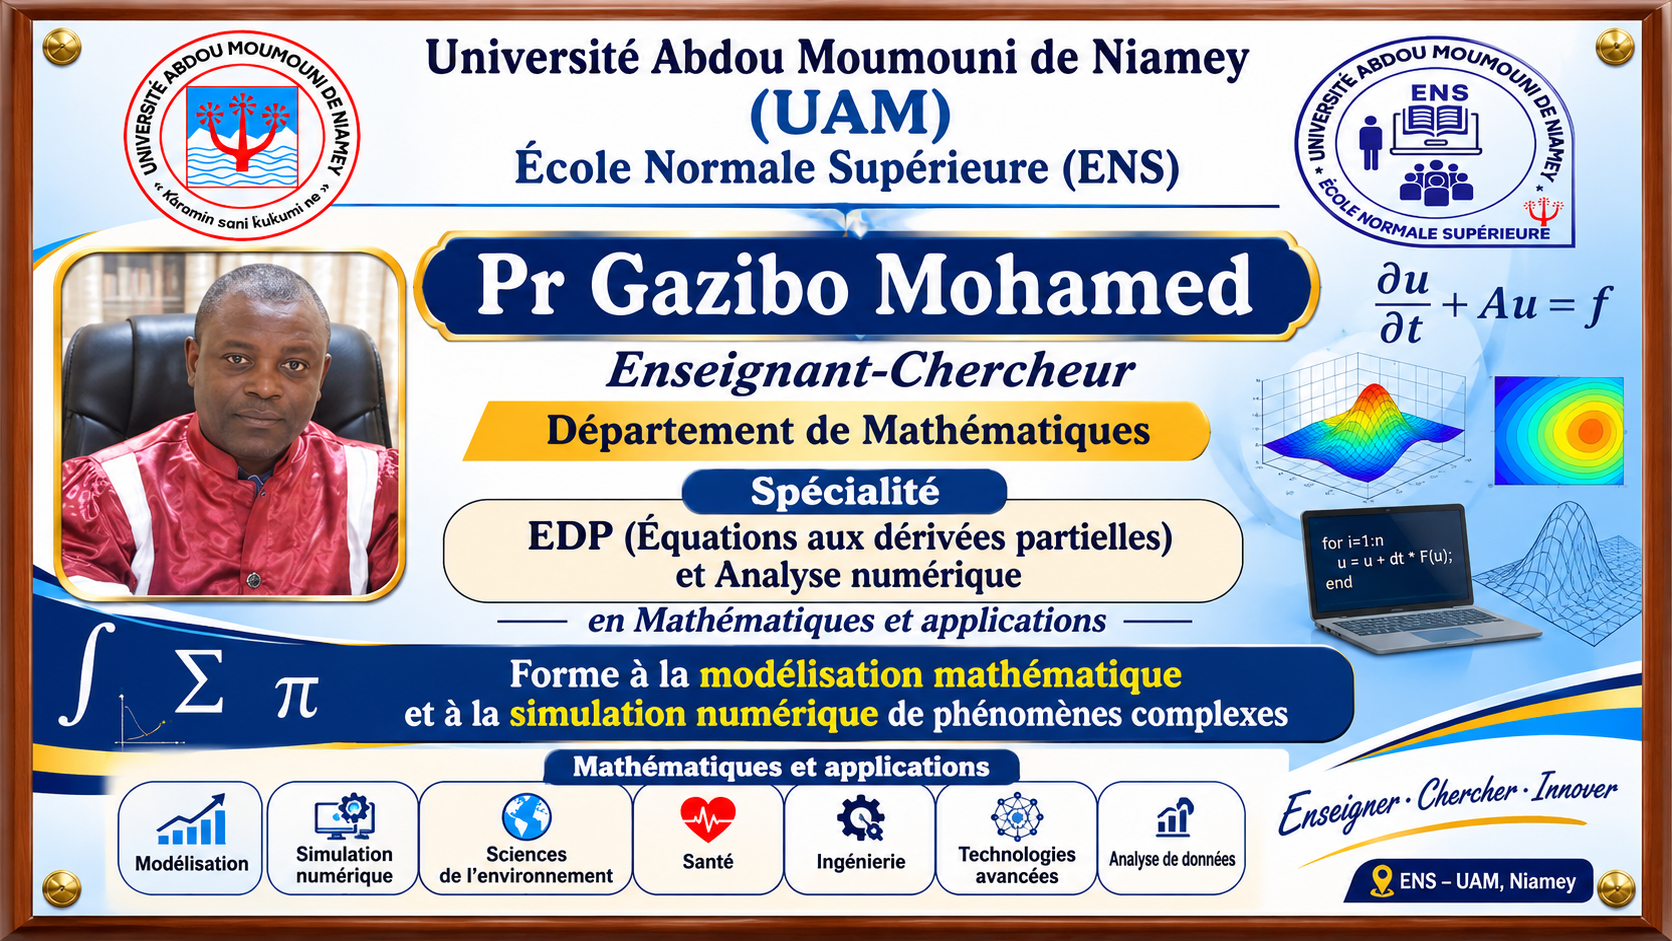 UNIVERSITÉ ABDOU MOUMOUNI DE NIAMEY
« Karamin sani ƙuƙumi ne »
Université Abdou Moumouni de Niamey
(UAM)
École Normale Supérieure (ENS)
UNIVERSITÉ ABDOU MOUMOUNI DE NIAMEY
ENS
ÉCOLE NORMALE SUPÉRIEURE
Pr Gazibo Mohamed
∂u/∂t + Au = f
Enseignant-Chercheur
Département de Mathématiques
Spécialité
EDP (Équations aux dérivées partielles)
et Analyse numérique
en Mathématiques et applications
for i=1:n
u = u + dt * F(u);
end
∫ Σ π
Forme à la modélisation mathématique
et à la simulation numérique de phénomènes complexes
Mathématiques et applications
Modélisation
Simulation
numérique
Sciences
de l'environnement
Santé
Ingénierie
Technologies
avancées
Analyse de données
Enseigner · Chercher · Innover
ENS – UAM, Niamey